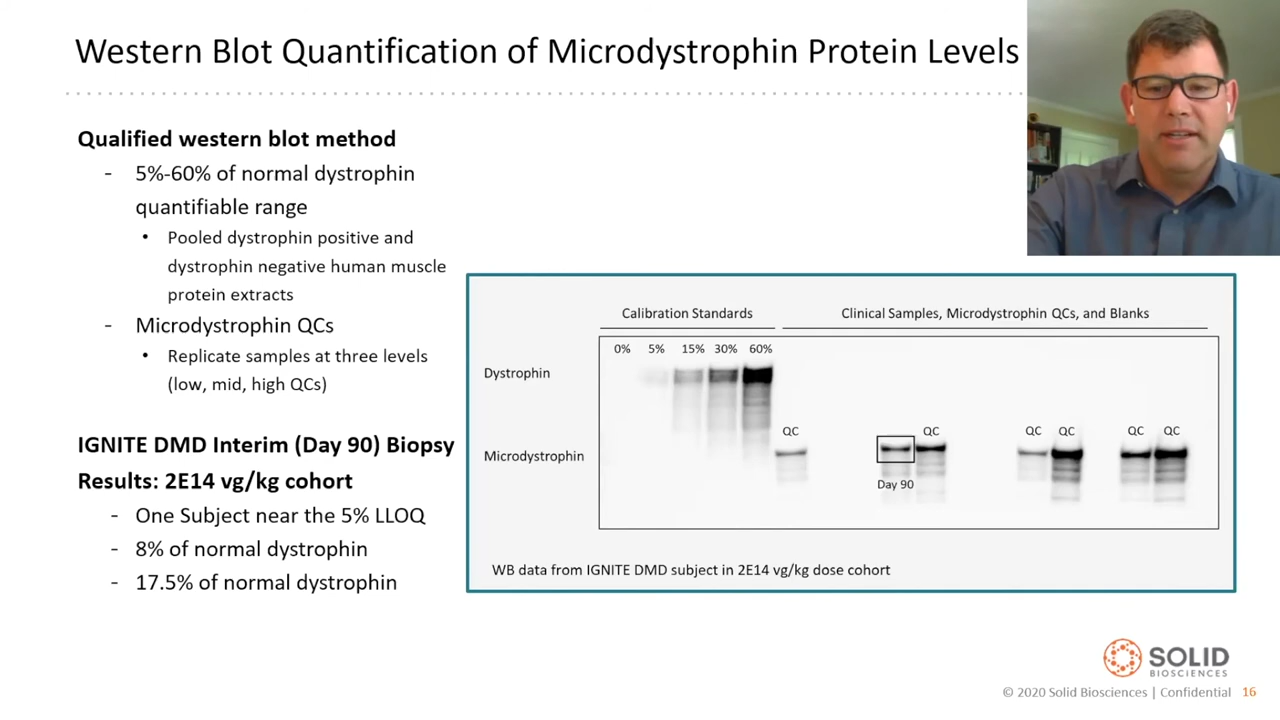 Western Blot Quantification of Microdystrophin Protein Levels
Qualified western blot method
- 5%-60% of normal dystrophin
quantifiable range
• Pooled dystrophin positive and
dystrophin negative human muscle
protein extracts
- Microdystrophin QCs
• Replicate samples at three levels
(low, mid, high QCs)
IGNITE DMD Interim (Day 90) Biopsy
Results: 2E14 vg/kg cohort
- One Subject near the 5% LLOQ
- 8% of normal dystrophin
- 17.5% of normal dystrophin
Calibration Standards
Clinical Samples, Microdystrophin QCs, and Blanks
0% 5% 15% 30% 60%
Dystrophin
QC QC QC QC QC QC
Microdystrophin
Day 90
WB data from IGNITE DMD subject in 2E14 vg/kg dose cohort
SOLID
BIOSCIENCES
© 2020 Solid Biosciences | Confidential 16